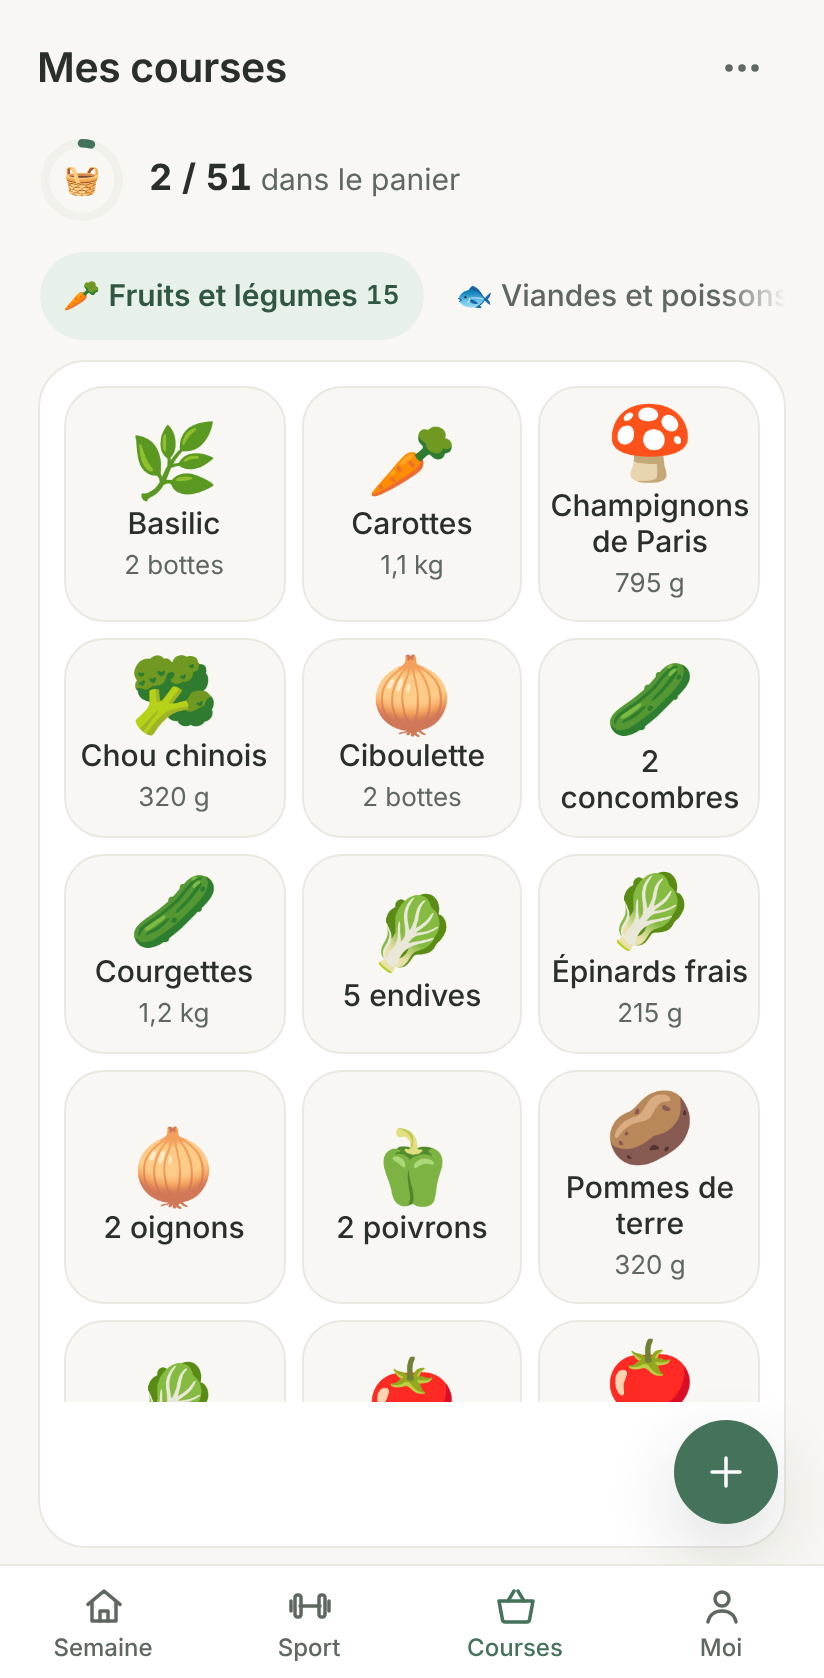 Mes courses
2 / 51 dans le panier
Fruits et légumes 15
Viandes et poissons
Basilic
2 bottes
Carottes
1,1 kg
Champignons
de Paris
795 g
Chou chinois
320 g
Ciboulette
2 bottes
2
concombres
Courgettes
1,2 kg
5 endives
Épinards frais
215 g
2 oignons
2 poivrons
Pommes de
terre
320 g
Semaine
Sport
Courses
Moi